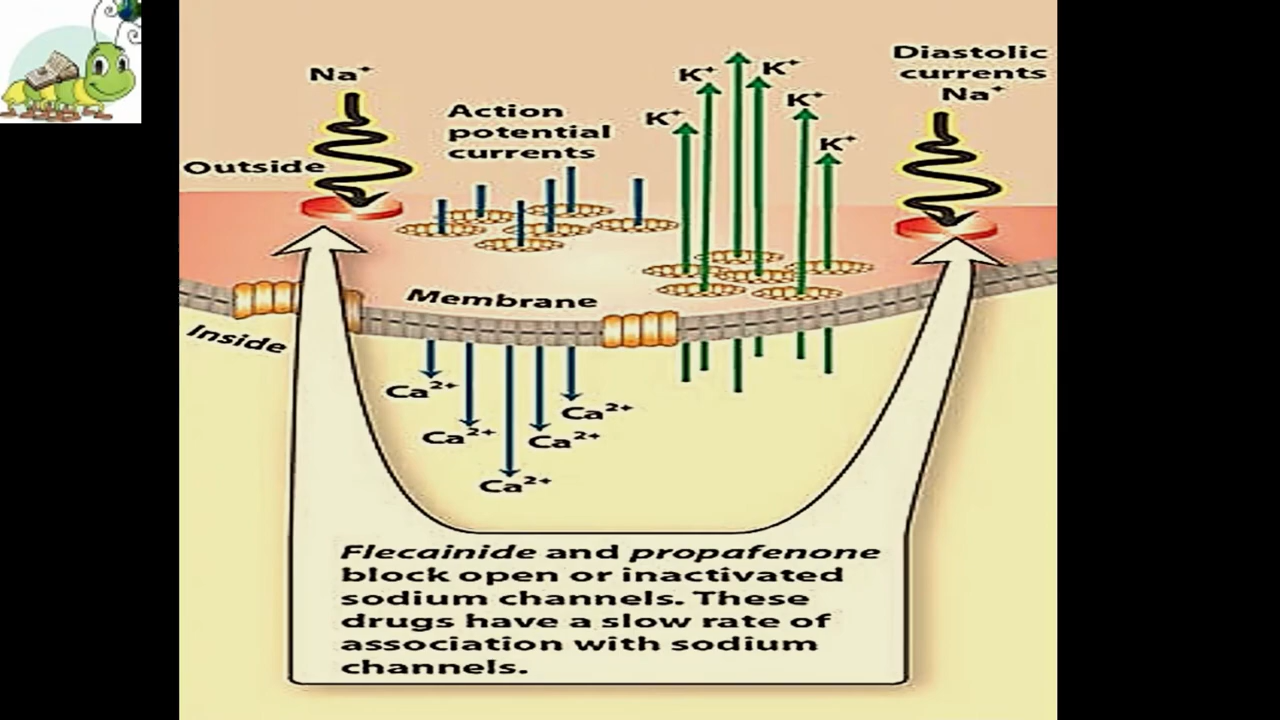 Na⁺
Action
potential
currents
Outside
K⁺
K⁺
K⁺
K⁺
K⁺
Diastolic
currents
Na⁺
Membrane
Inside
Ca²⁺
Ca²⁺
Ca²⁺
Ca²⁺
Ca²⁺
Flecainide and propafenone
block open or inactivated
sodium channels. These
drugs have a slow rate of
association with sodium
channels.